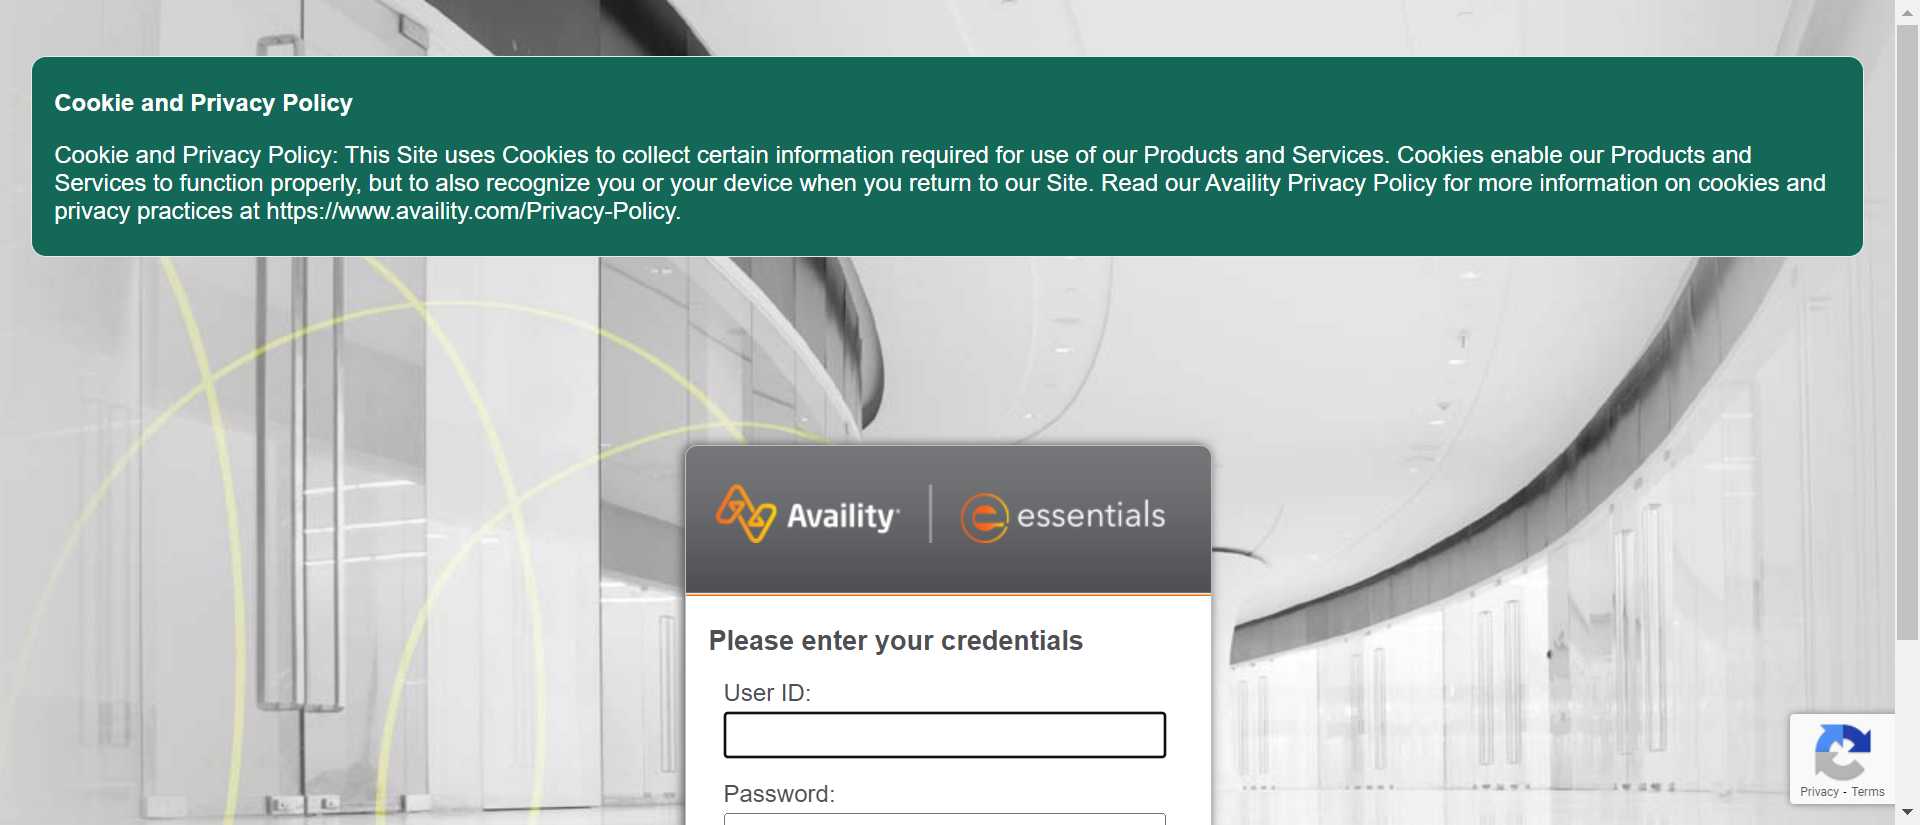 Cookie and Privacy Policy
Cookie and Privacy Policy: This Site uses Cookies to collect certain information required for use of our Products and Services. Cookies enable our Products and
Services to function properly, but to also recognize you or your device when you return to our Site. Read our Availity Privacy Policy for more information on cookies and
privacy practices at https://www.availity.com/Privacy-Policy.
Availity | essentials
Please enter your credentials
User ID:
Password:
Privacy - Terms